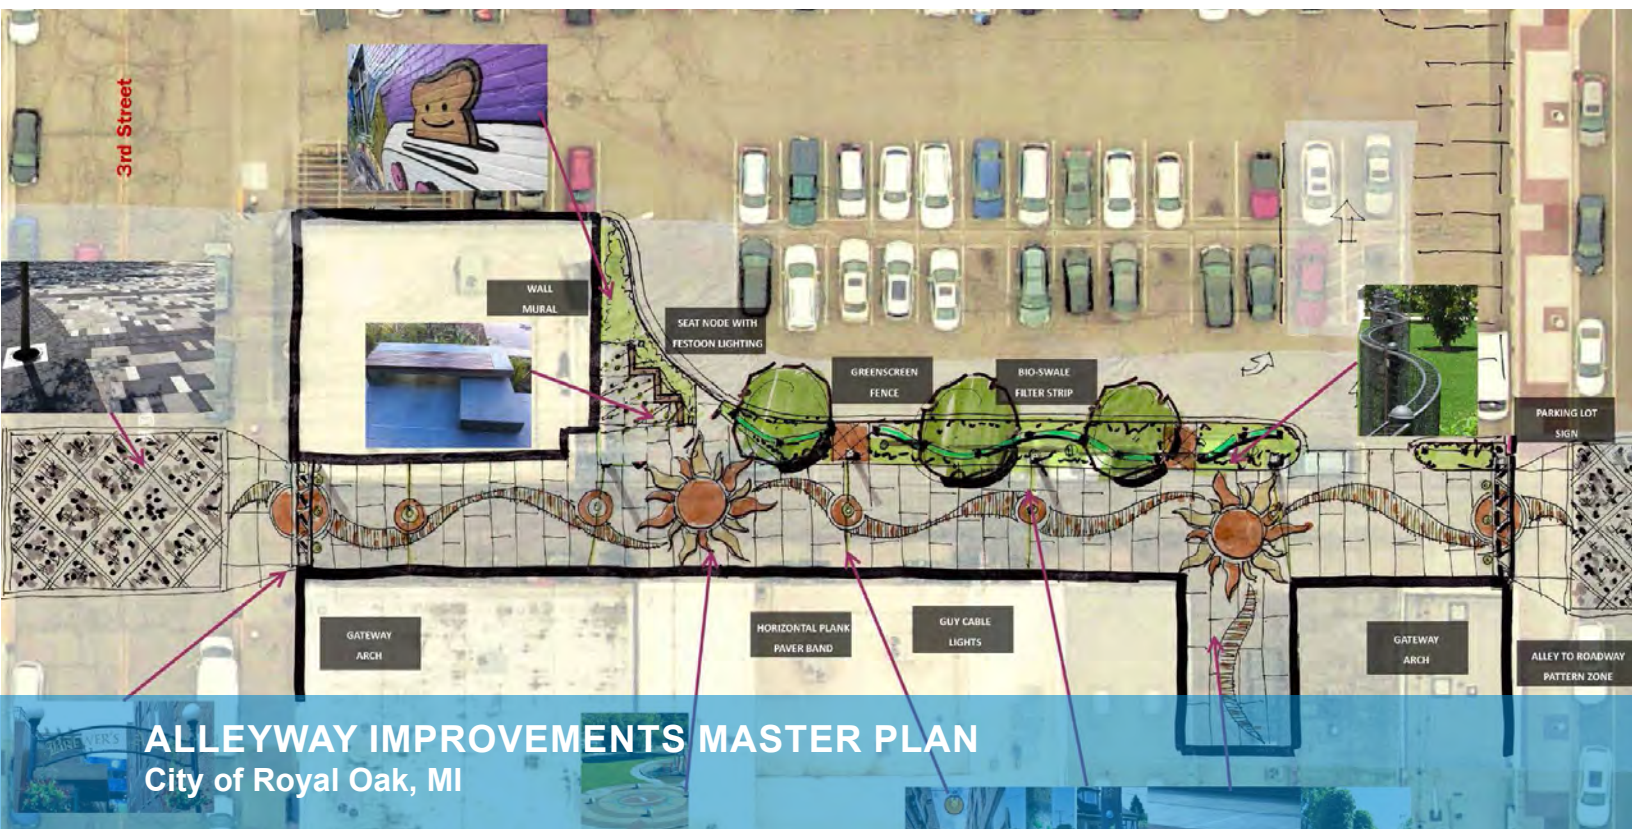 3rd Street
WALL
MURAL
SEAT NODE WITH
FESTOON LIGHTING
GREENSCREEN
FENCE
BIO-SWALE
FILTER STRIP
PARKING LOT
SIGN
GATEWAY
ARCH
HORIZONTAL PLANK
PAVER BAND
GUY CABLE
LIGHTS
GATEWAY
ARCH
ALLEY TO ROADWAY
PATTERN ZONE
BREWER'S
ALLEYWAY IMPROVEMENTS MASTER PLAN
City of Royal Oak, MI